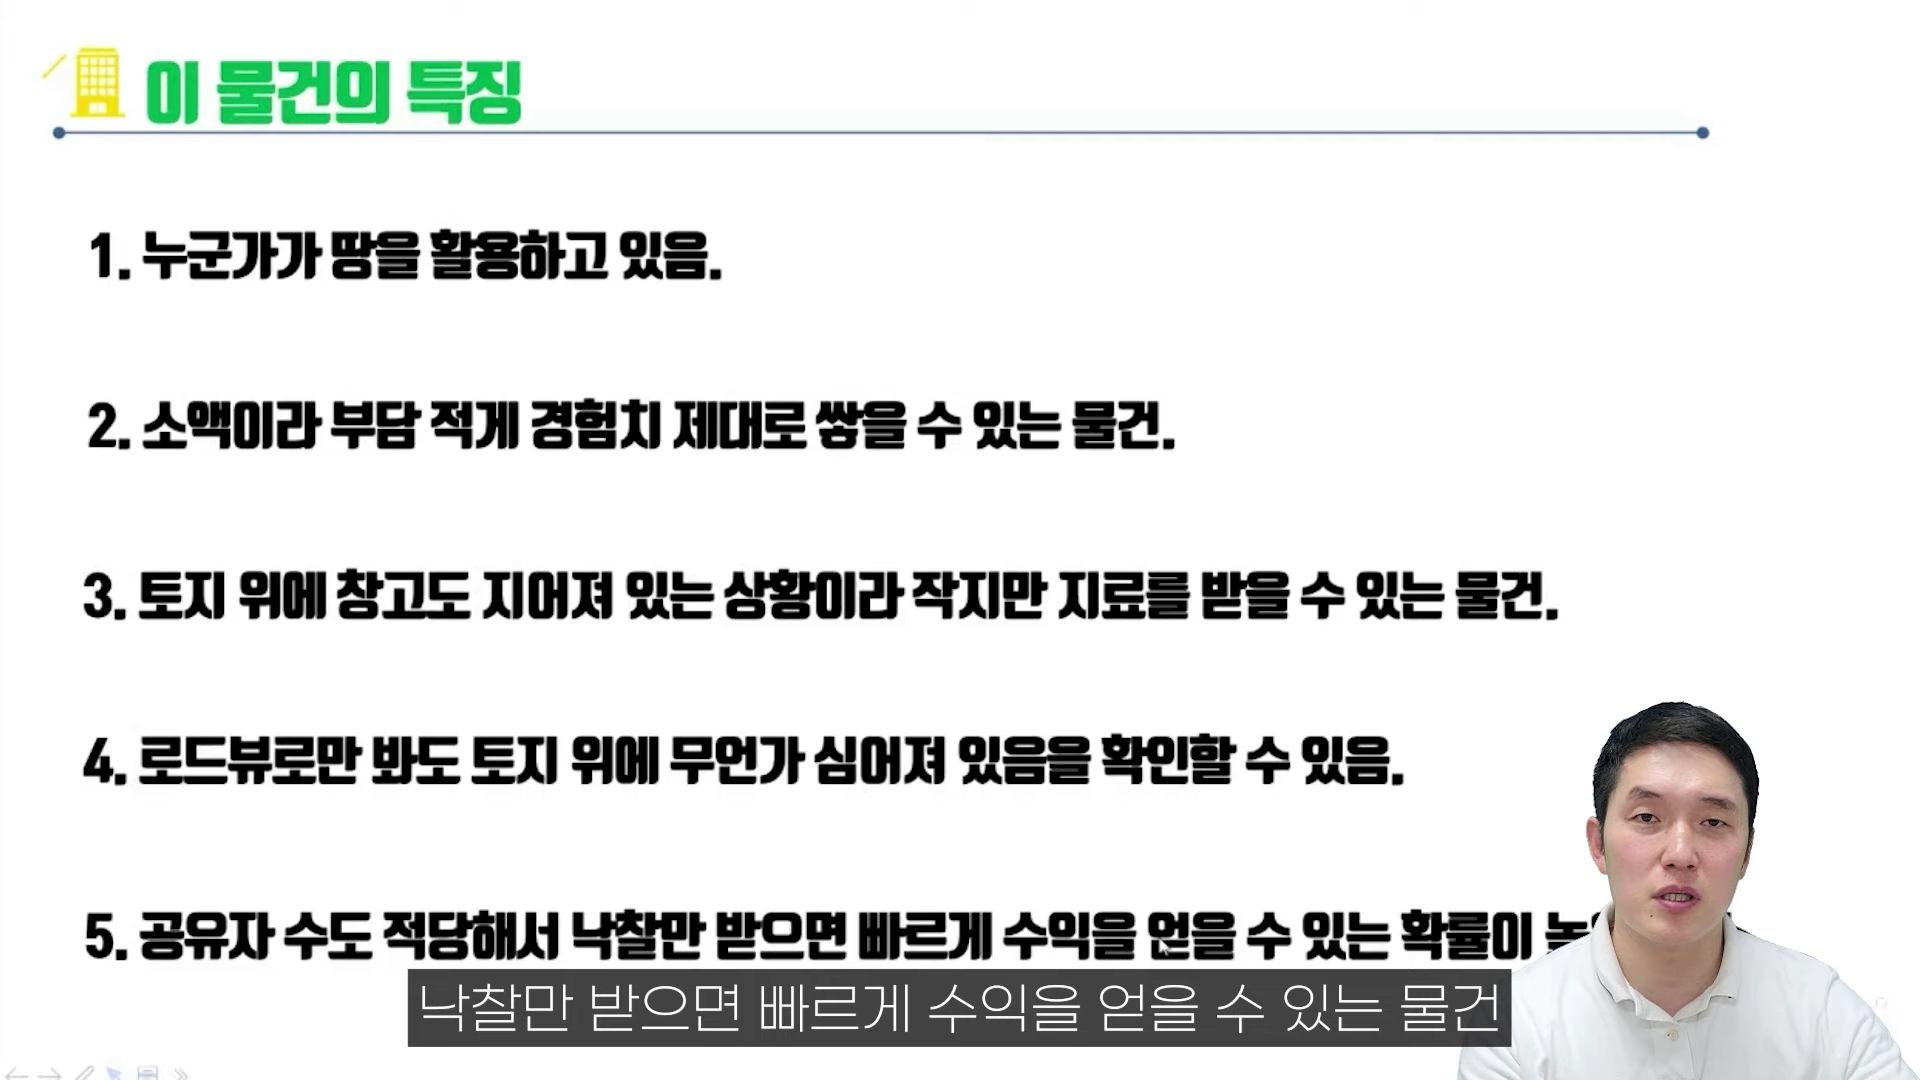 이 물건의 특징
1. 누군가가 땅을 활용하고 있음.
2. 소액이라 부담 적게 경험치 제대로 쌓을 수 있는 물건.
3. 토지 위에 창고도 지어져 있는 상황이라 작지만 지료를 받을 수 있는 물건.
4. 로드뷰로만 봐도 토지 위에 무언가 심어져 있음을 확인할 수 있음.
5. 공유자 수도 적당해서 낙찰만 받으면 빠르게 수익을 얻을 수 있는 확률이
낙찰만 받으면 빠르게 수익을 얻을 수 있는 물건